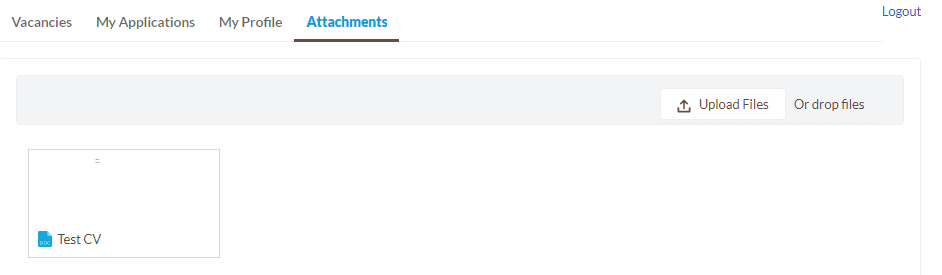 Vacancies My Applications My Profile Attachments Logout
Upload Files Or drop files
DOC Test CV